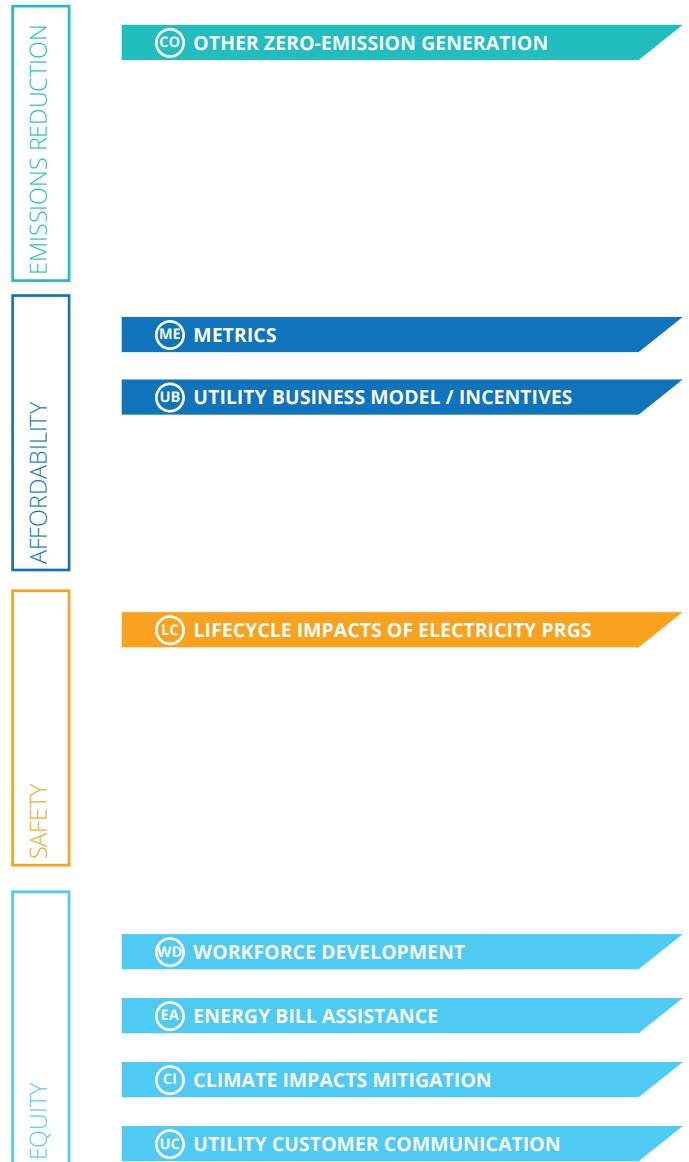 EMISSIONS REDUCTION
CO OTHER ZERO-EMISSION GENERATION
AFFORDABILITY
ME METRICS
UB UTILITY BUSINESS MODEL / INCENTIVES
SAFETY
LC LIFECYCLE IMPACTS OF ELECTRICITY PRGS
EQUITY
WD WORKFORCE DEVELOPMENT
EA ENERGY BILL ASSISTANCE
CI CLIMATE IMPACTS MITIGATION
UC UTILITY CUSTOMER COMMUNICATION